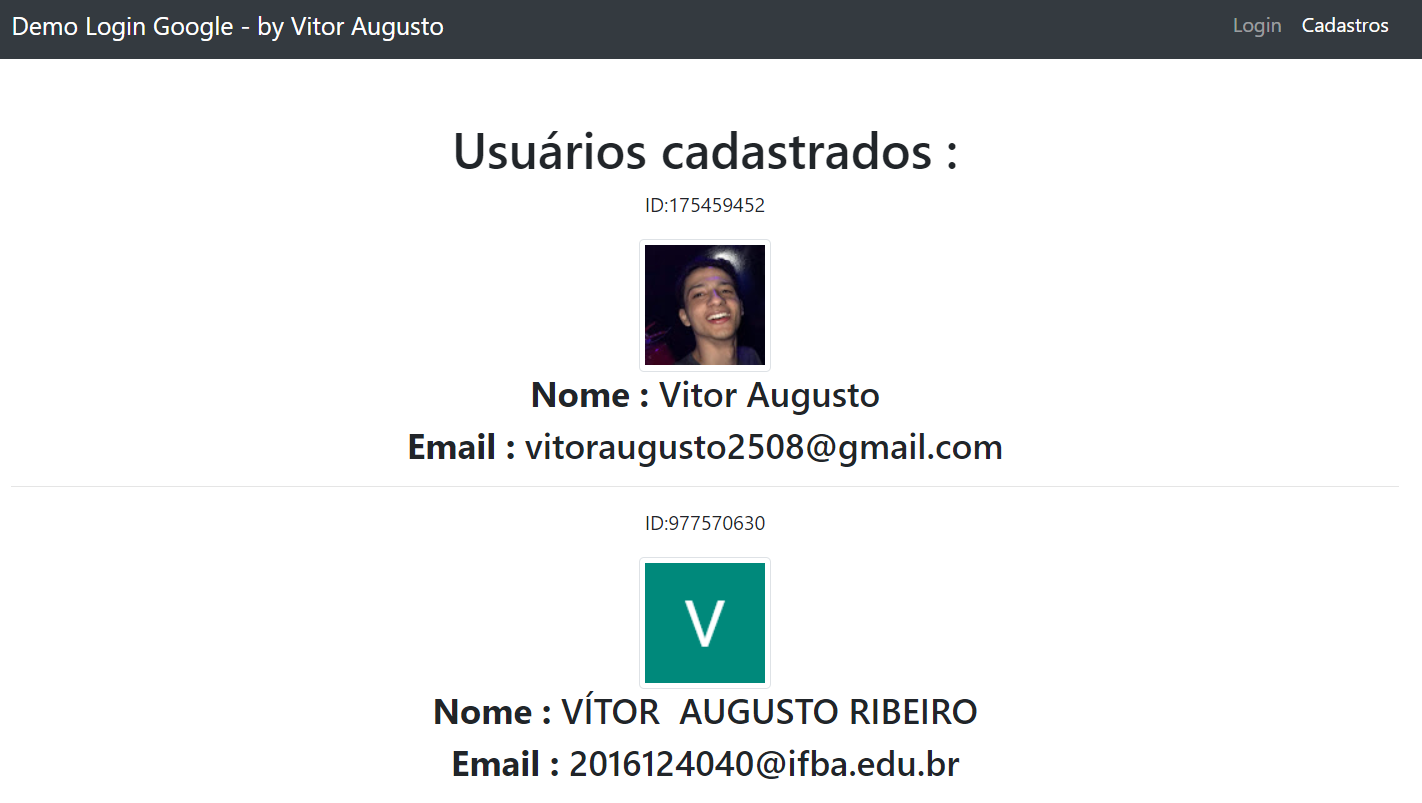 Demo Login Google - by Vitor Augusto
Login Cadastros
Usuários cadastrados :
ID:175459452
Nome : Vitor Augusto
Email : vitoraugusto2508@gmail.com
ID:977570630
V
Nome : VÍTOR  AUGUSTO RIBEIRO
Email : 2016124040@ifba.edu.br